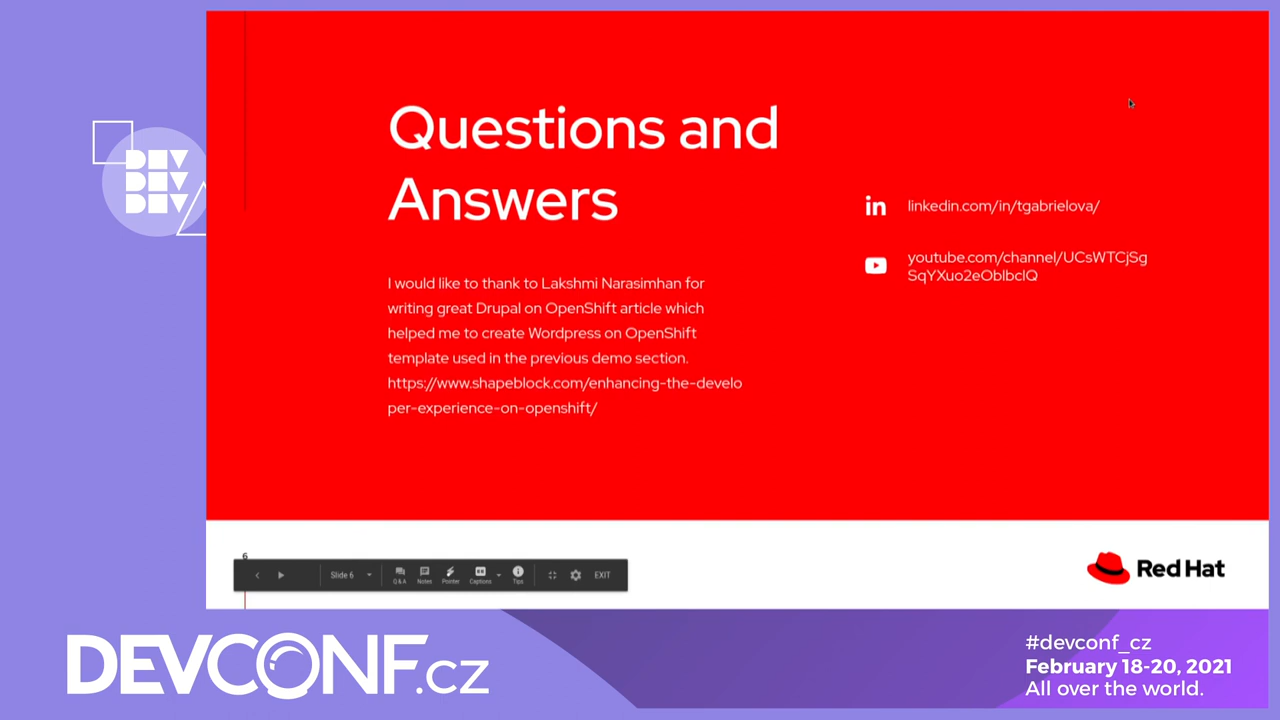 DEV
DEV
DEV
Questions and
Answers
I would like to thank to Lakshmi Narasimhan for
writing great Drupal on OpenShift article which
helped me to create Wordpress on OpenShift
template used in the previous demo section.
https://www.shapeblock.com/enhancing-the-develo
per-experience-on-openshift/
in
linkedin.com/in/tgabrielova/
youtube.com/channel/UCsWTCjSg
SqYXuo2eOblbclQ
6
Slide 6
Q & A
Notes
Pointer
Captions
Tips
EXIT
Red Hat
DEVCONF.cz
#devconf_cz
February 18-20, 2021
All over the world.